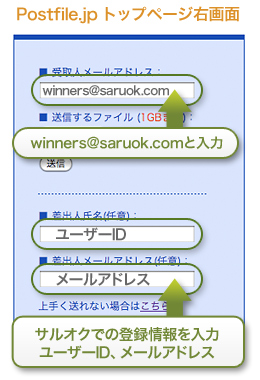 Postfile.jp トップページ右画面
■ 受取人メールアドレス：
winners@saruok.com
■ 送信するファイル (1GBまで)：
winners@saruok.comと入力
送信
■ 差出人氏名(任意)：
ユーザーID
■ 差出人メールアドレス(任意)：
メールアドレス
上手く送れない場合はこちら
サルオクでの登録情報を入力
ユーザーID、メールアドレス